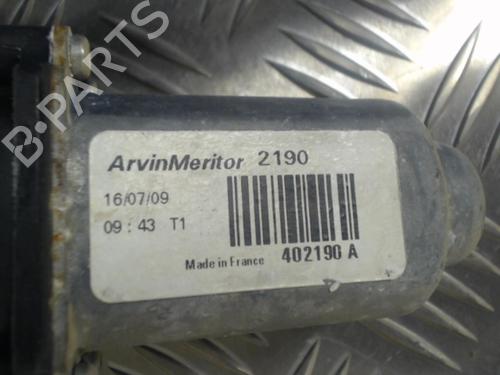 B-PARTS
ArvinMeritor 2190
16/07/09
09 : 43 T1
Made in France
402190 A